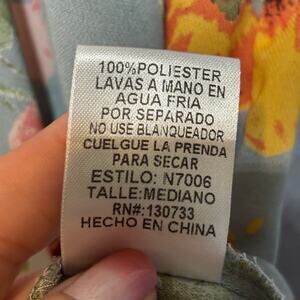 100%POLIESTER
LAVAS A MANO EN
AGUA FRIA
POR SEPARADO
NO USE BLANQUEADOR
CUELGUE LA PRENDA
PARA SECAR
ESTILO: N7006
TALLE:MEDIANO
RN#:130733
HECHO EN CHINA